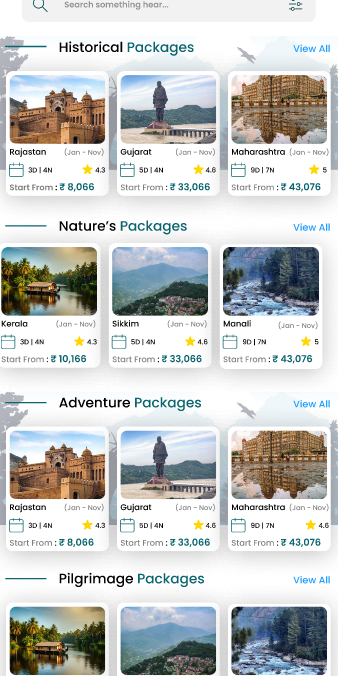 Search something hear...
Historical Packages
View All
Rajastan (Jan - Nov)
3D | 4N 4.3
Start From : ₹ 8,066
Gujarat (Jan - Nov)
5D | 4N 4.6
Start From : ₹ 33,066
Maharashtra (Jan - Nov)
9D | 7N 5
Start From : ₹ 43,076
Nature's Packages
View All
Kerala (Jan - Nov)
3D | 4N 4.3
Start From : ₹ 10,166
Sikkim (Jan - Nov)
5D | 4N 4.6
Start From : ₹ 33,066
Manali (Jan - Nov)
9D | 7N 5
Start From : ₹ 43,076
Adventure Packages
View All
Rajastan (Jan - Nov)
3D | 4N 4.3
Start From : ₹ 8,066
Gujarat (Jan - Nov)
5D | 4N 4.6
Start From : ₹ 33,066
Maharashtra (Jan - Nov)
9D | 7N 4.6
Start From : ₹ 43,076
Pilgrimage Packages
View All